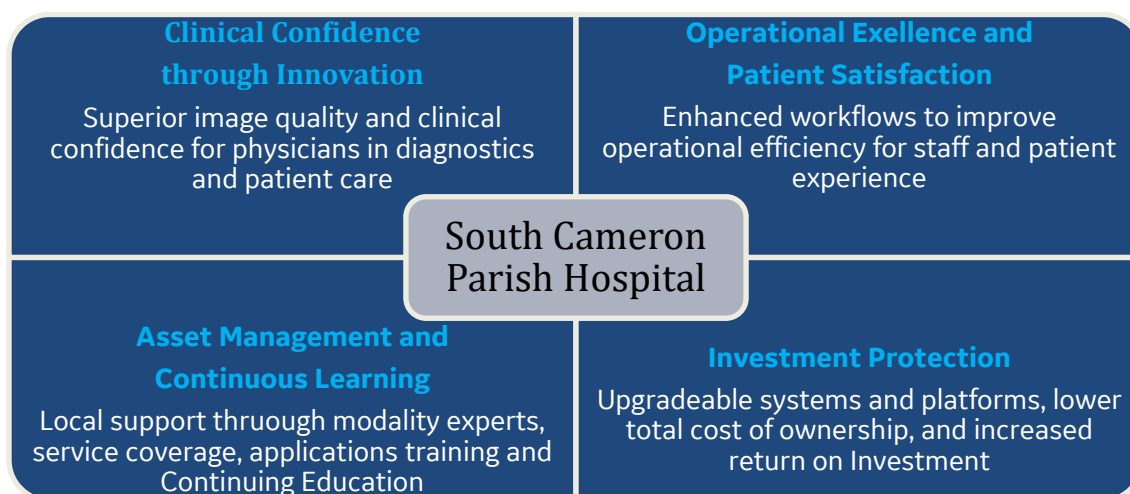 Clinical Confidence
through Innovation
Superior image quality and clinical
confidence for physicians in diagnostics
and patient care
Operational Exellence and
Patient Satisfaction
Enhanced workflows to improve
operational efficiency for staff and patient
experience
South Cameron
Parish Hospital
Asset Management and
Continuous Learning
Local support thruough modality experts,
service coverage, applications training and
Continuing Education
Investment Protection
Upgradeable systems and platforms, lower
total cost of ownership, and increased
return on Investment